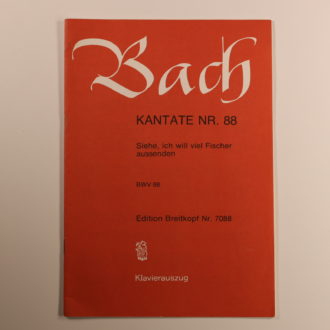 Bach
KANTATE NR. 88
Siehe, ich will viel Fischer
aussenden
BWV 88
Edition Breitkopf Nr. 7088
Klavierauszug